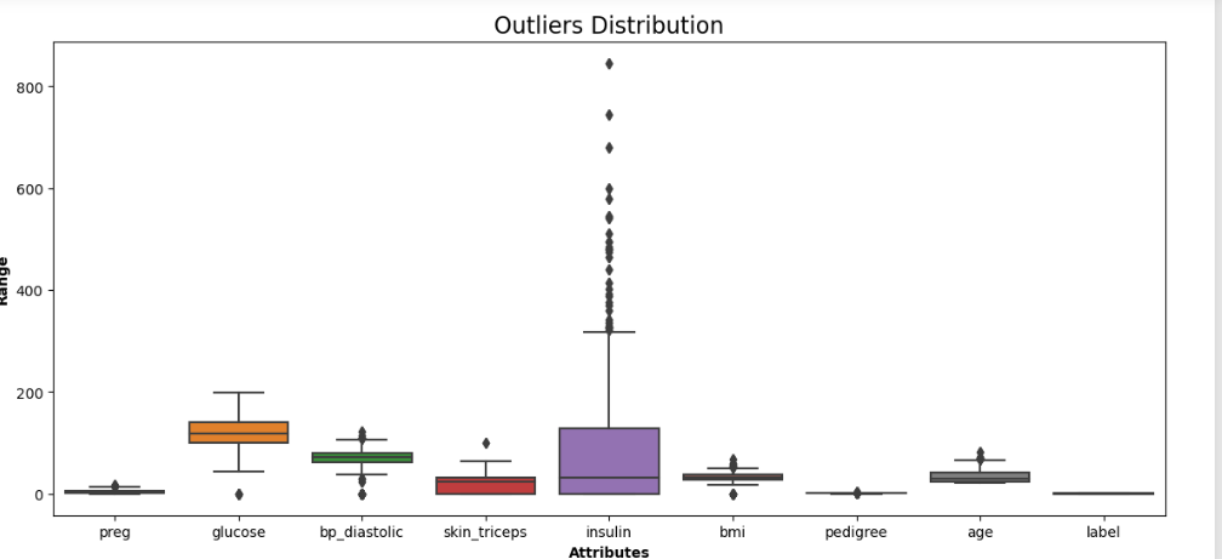 Outliers Distribution
800
600
400
200
0
Range
preg glucose bp_diastolic skin_triceps insulin bmi pedigree age label
Attributes